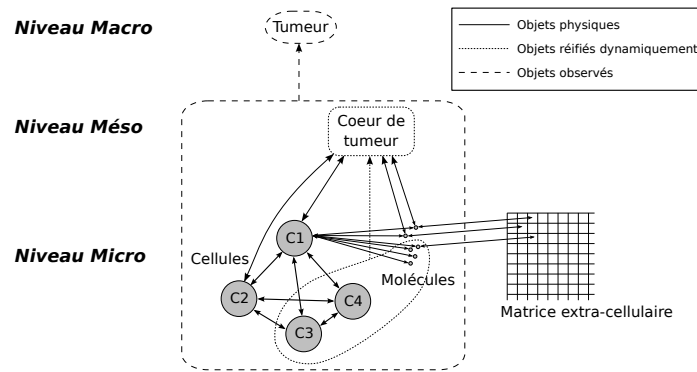 Niveau Macro
Tumeur
Objets physiques
Objets réifiés dynamiquement
Objets observés
Niveau Méso
Coeur de
tumeur
Niveau Micro
C1
Cellules
Molécules
C2
C4
C3
Matrice extra-cellulaire